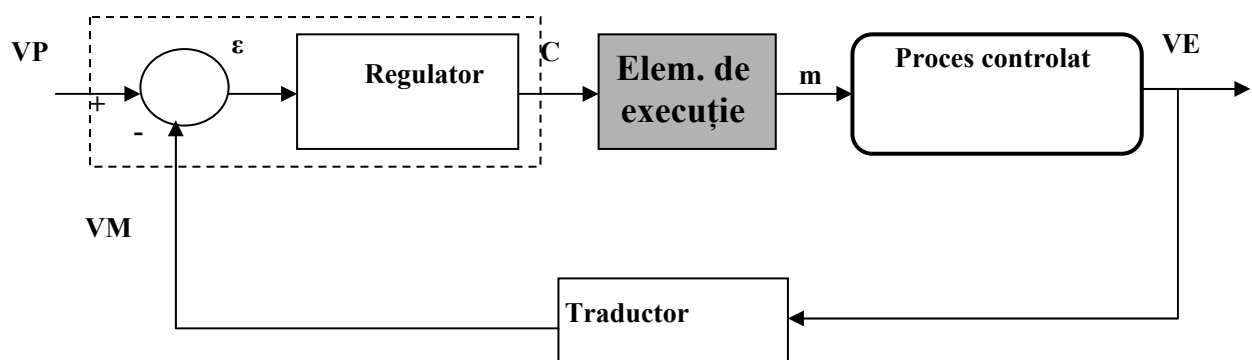 VP
ε
Regulator
C
Elem. de
execuție
m
Proces controlat
VE
+
-
VM
Traductor